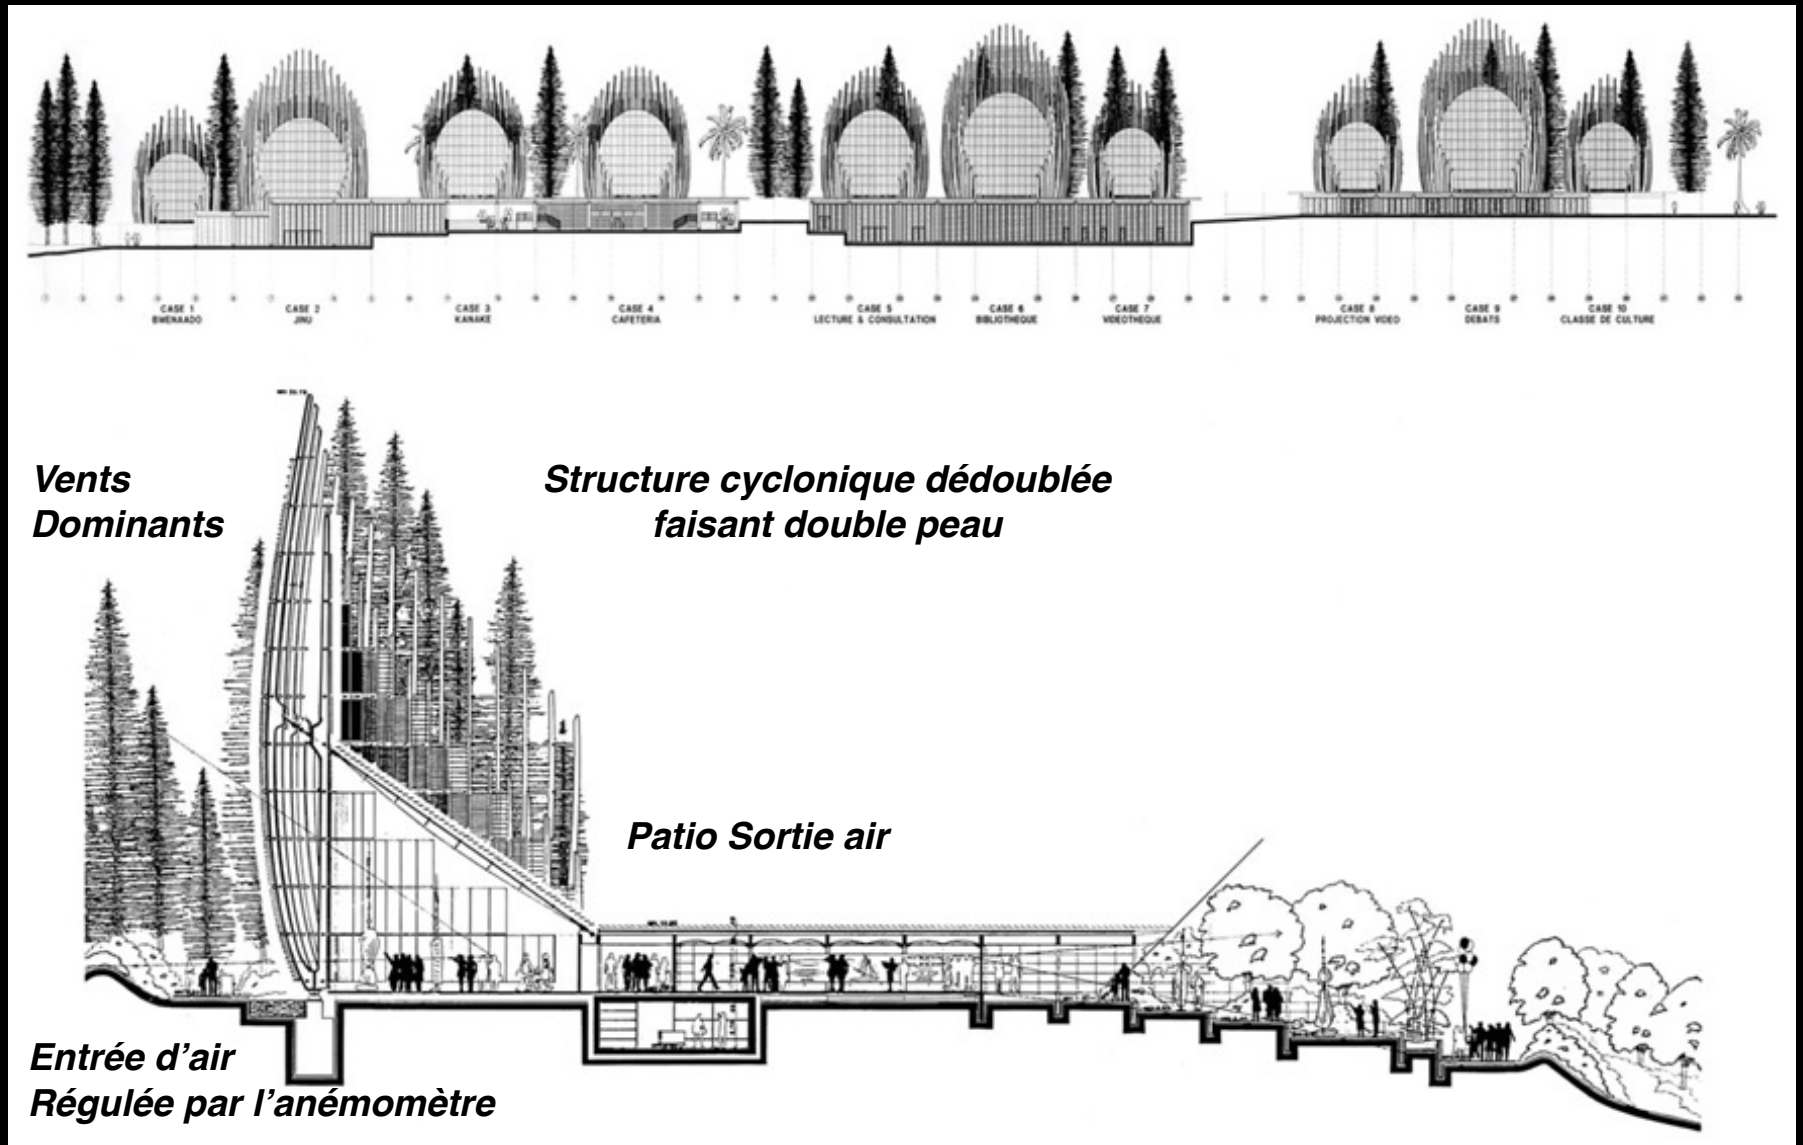 CASE 1
BWENAADO
CASE 2
JINU
CASE 3
KANAKE
CASE 4
CAFETERIA
CASE 5
LECTURE & CONSULTATION
CASE 6
BIBLIOTHEQUE
CASE 7
VIDEOTHEQUE
CASE 8
PROJECTION VIDEO
CASE 9
DEBATS
CASE 10
CLASSE DE CULTURE
Vents
Dominants
Structure cyclonique dédoublée
faisant double peau
Patio Sortie air
Entrée d’air
Régulée par l’anémomètre